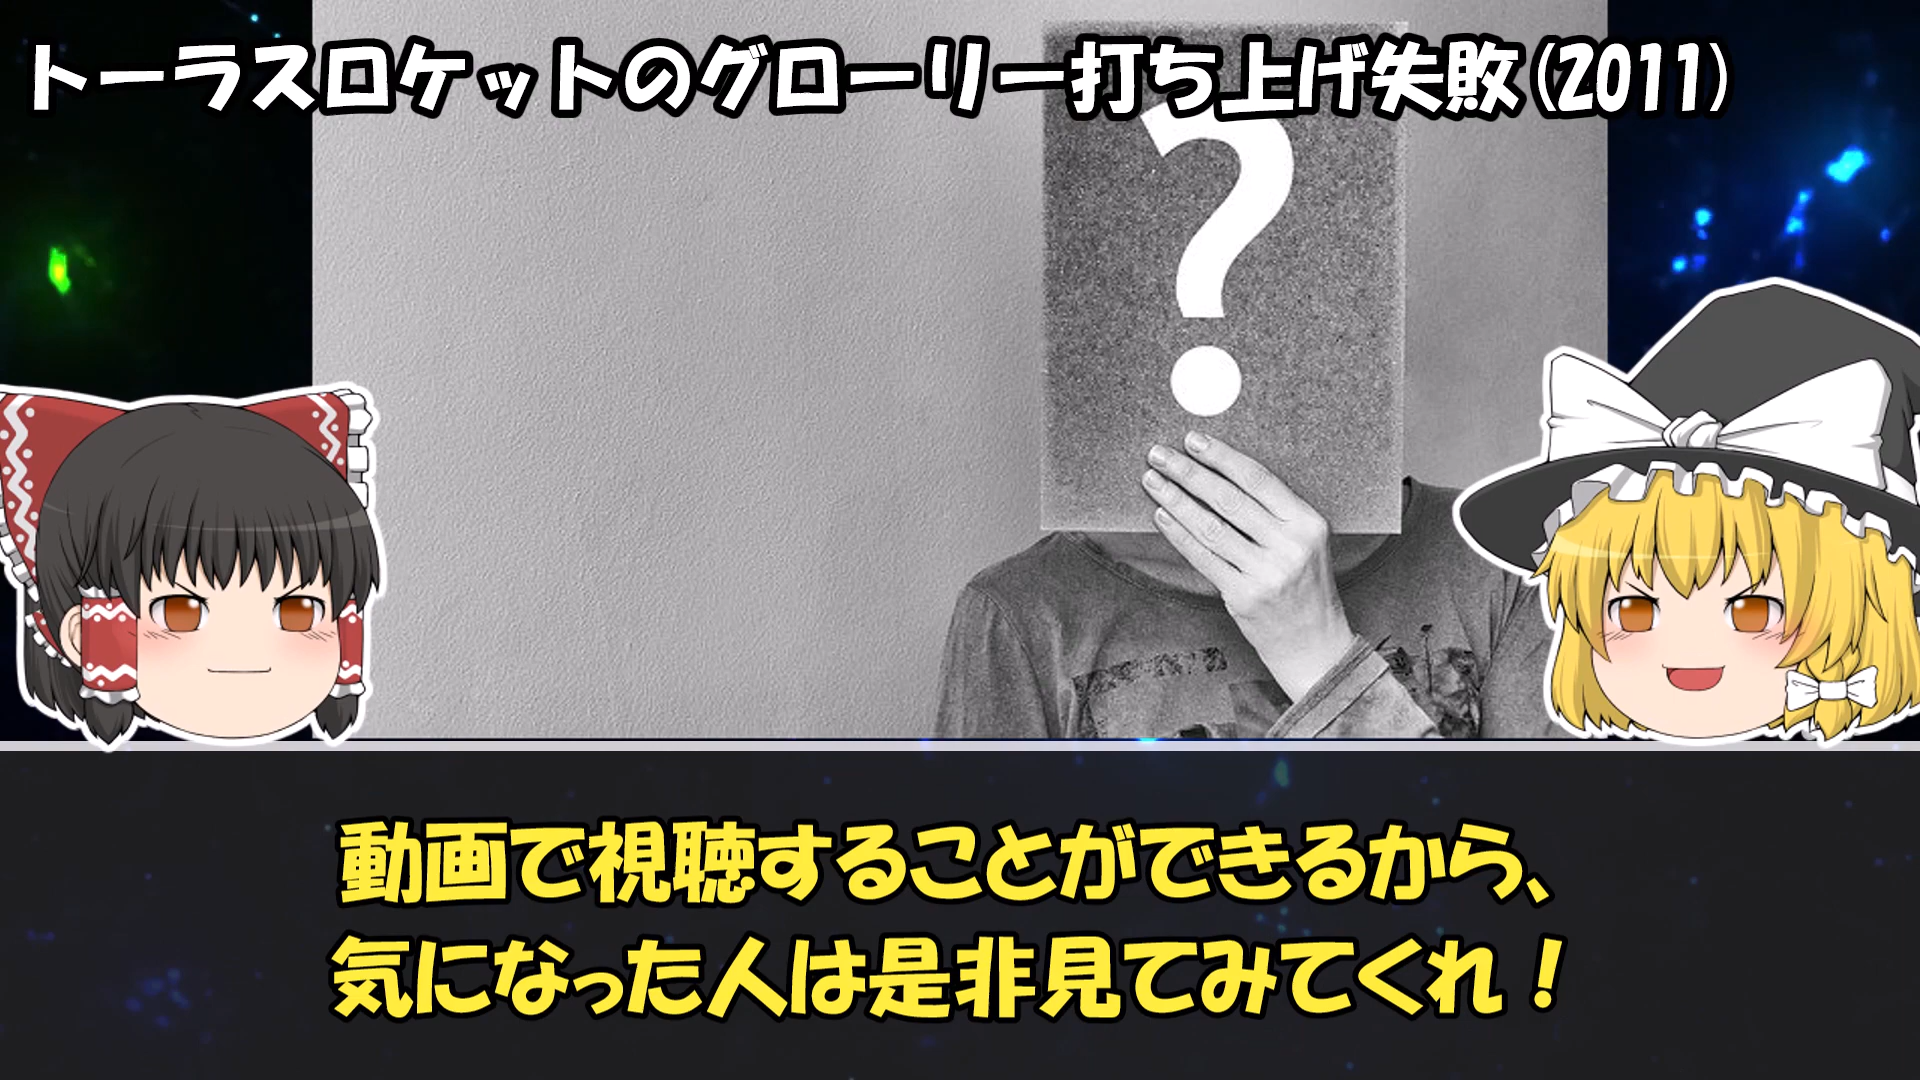 トーラスロケットのグローリー打ち上げ失敗(2011)
?
動画で視聴することができるから、
気になった人は是非見てみてくれ！